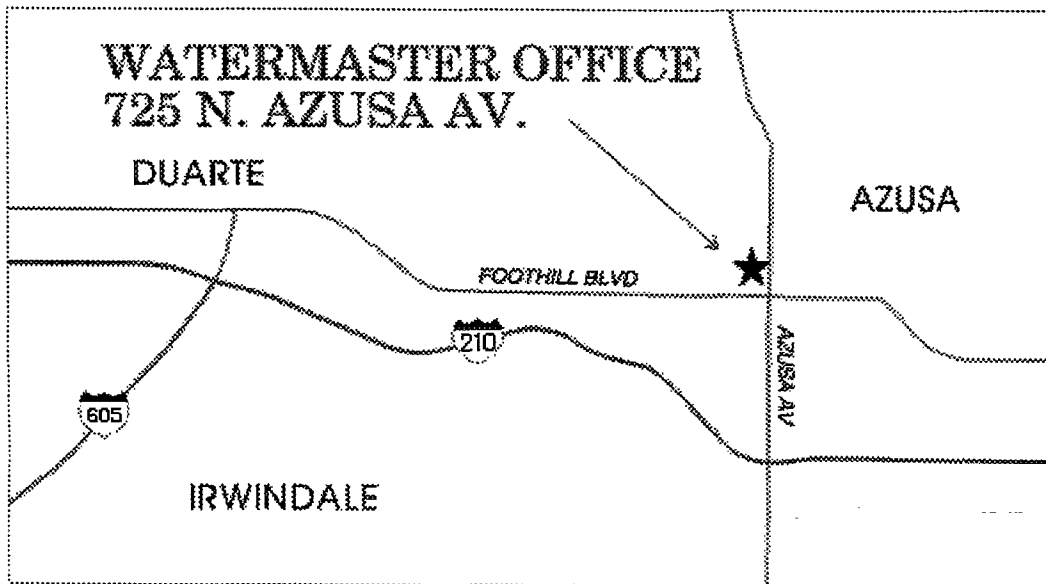 WATERMASTER OFFICE
725 N. AZUSA AV.
DUARTE
AZUSA
FOOTHILL BLVD
210
AZUSA AV
605
IRWINDALE